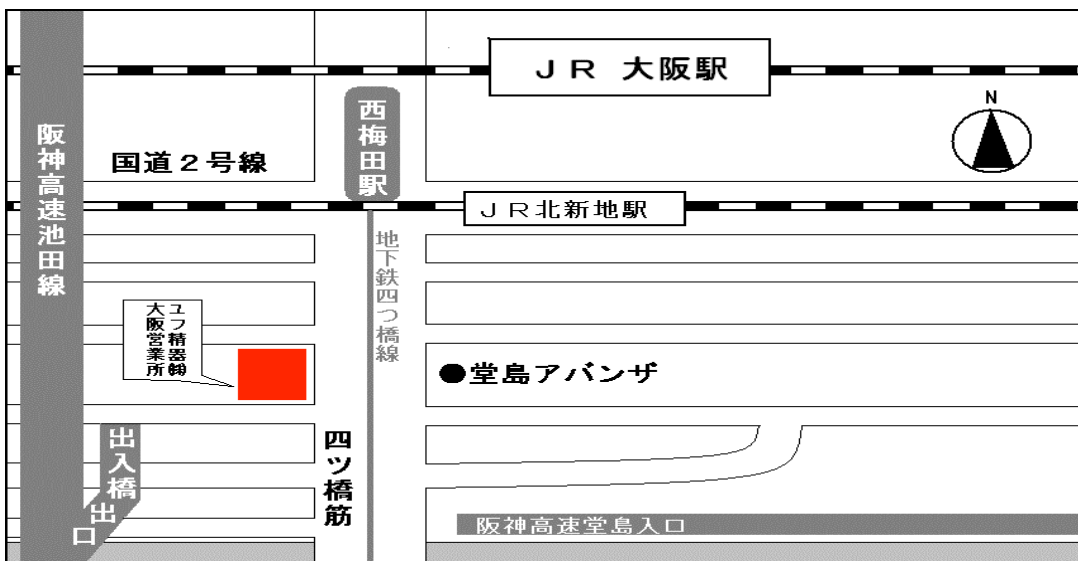 JR 大阪駅
N
西梅田駅
阪神高速池田線
国道2号線
JR北新地駅
地下鉄四つ橋線
ユフ精器㈱
大阪営業所
●堂島アバンザ
四ツ橋筋
出入橋
出口
阪神高速堂島入口